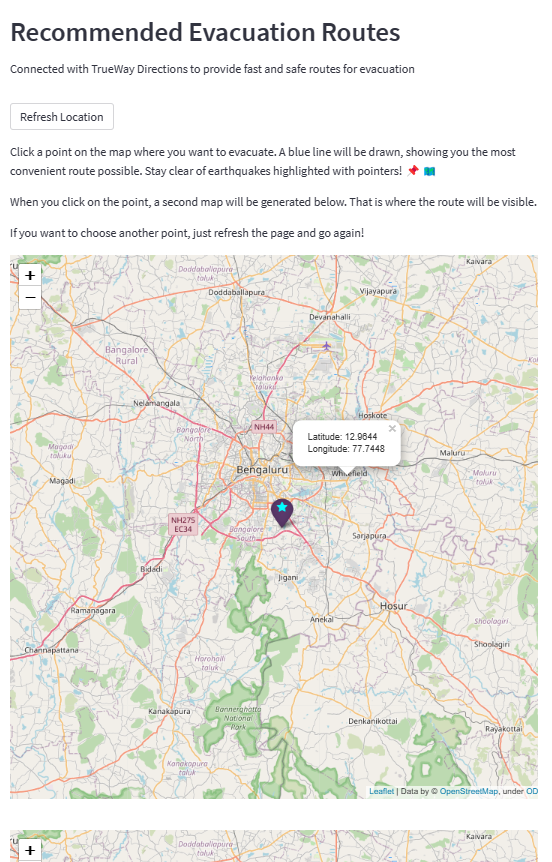 Recommended Evacuation Routes
Connected with TrueWay Directions to provide fast and safe routes for evacuation
Refresh Location
Click a point on the map where you want to evacuate. A blue line will be drawn, showing you the most
convenient route possible. Stay clear of earthquakes highlighted with pointers!
When you click on the point, a second map will be generated below. That is where the route will be visible.
If you want to choose another point, just refresh the page and go again!
+
−
Kaivara
Doddaballapura
taluku
Doddaballapura
Vijayapura
Devanahalli
Bangalore
Rural
Yelahanka
taluku
Nelamangala
Hoskote
Bangalore
North
NH44
Latitude: 12.9644
Longitude: 77.7448
×
Magadi
taluku
Maluru
Bengaluru
Whitefield
Maluru
taluk
Magadi
NH275
EC34
Bangalore
South
Sarjapura
Bidadi
Jigani
Ramanagara
Anekal
Hosur
Shoolagiri
Channapattana
Shoolagiri
Harohalli
taluk
Kanakapura
Bannerghatta
National
Park
Denkanikottai
Rayakottai
Kanakapura
taluk
Leaflet | Data by © OpenStreetMap, under OD
+
Kaivara
Doddaballapura